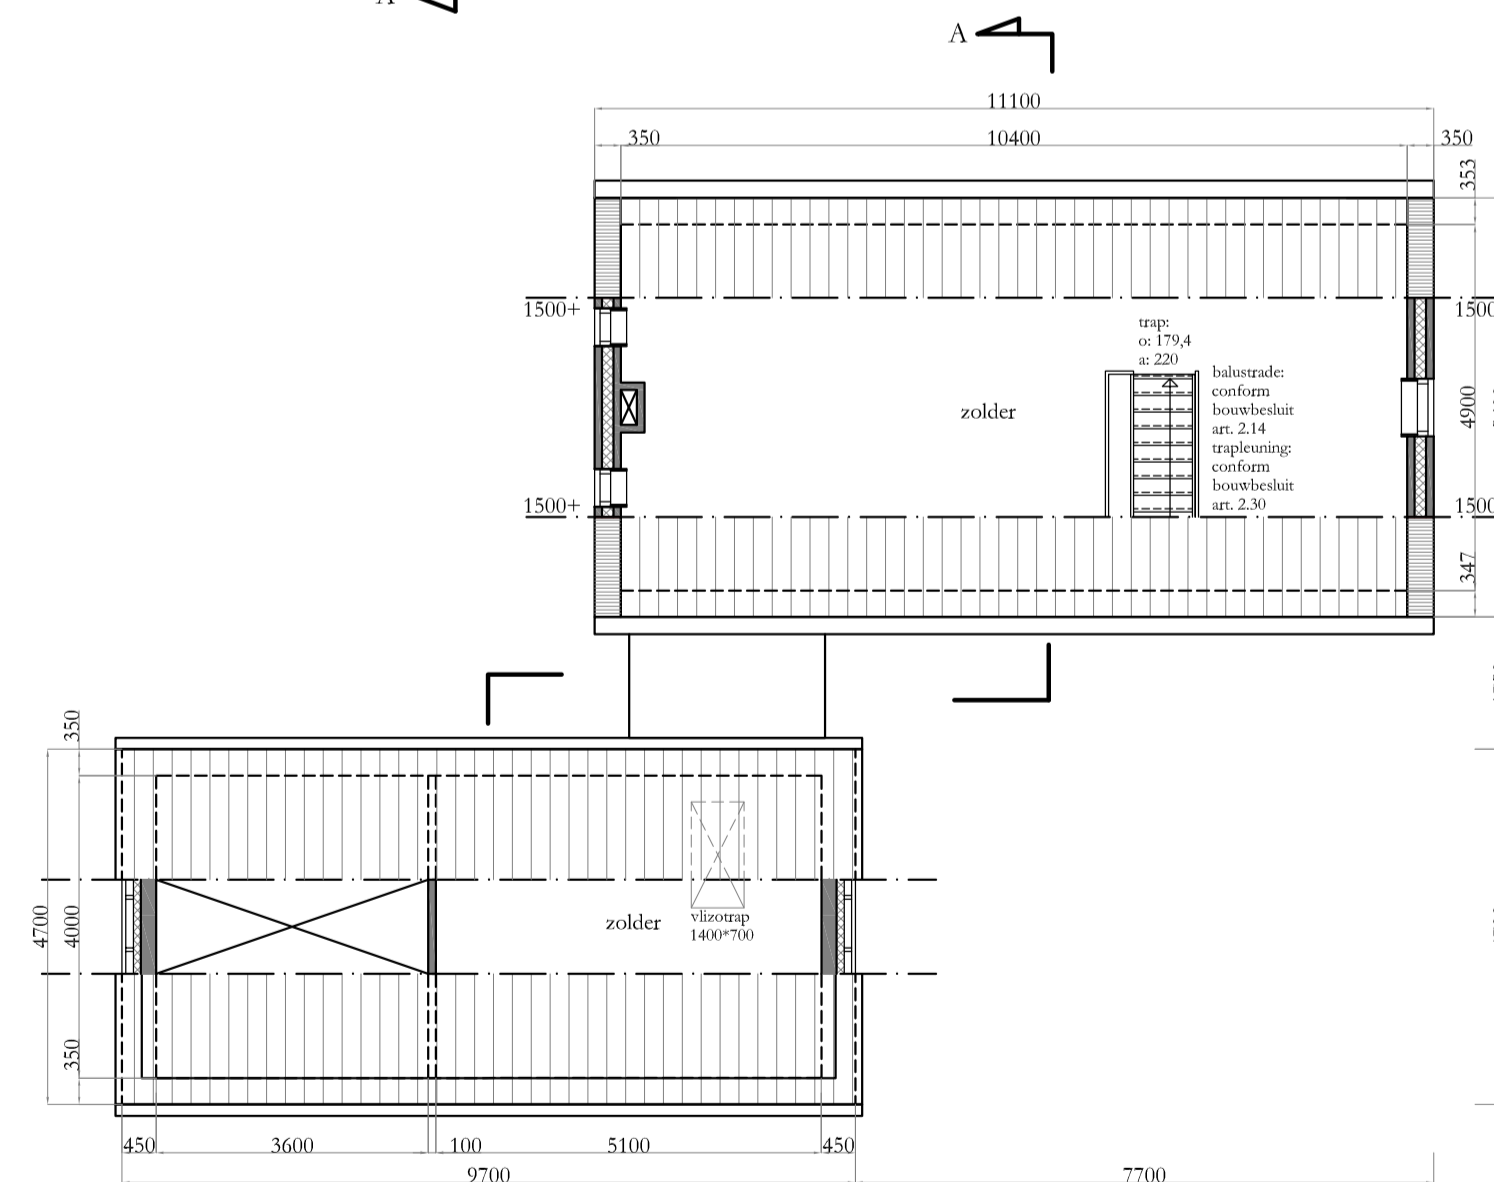 A
A
11100
350
10400
350
353
1500+
1500
trap:
o: 179,4
a: 220
balustrade:
conform
bouwbesluit
art. 2.14
trapleuning:
conform
bouwbesluit
art. 2.30
zolder
4900
1500+
1500
347
350
4700
4000
zolder
vlizotrap
1400*700
350
450
3600
100
5100
450
9700
7700